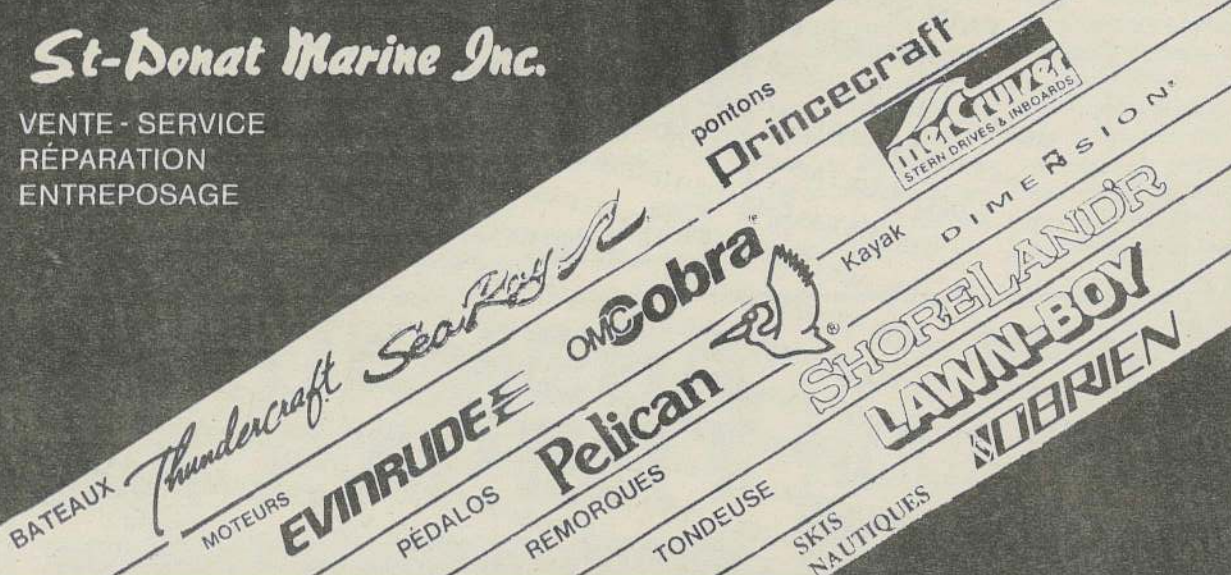 St-Donat Marine Inc.
VENTE - SERVICE
RÉPARATION
ENTREPOSAGE
BATEAUX Thundercraft Sea Ray pontons Princecraft
MOTEURS EVINRUDE OMC Cobra™ MerCruiser
STERN DRIVES & INBOARDS
PÉDALOS Pelican ® Kayak DIMENSION
REMORQUES SHORELAND'R
TONDEUSE LAWN-BOY
SKIS
NAUTIQUES O'BRIEN